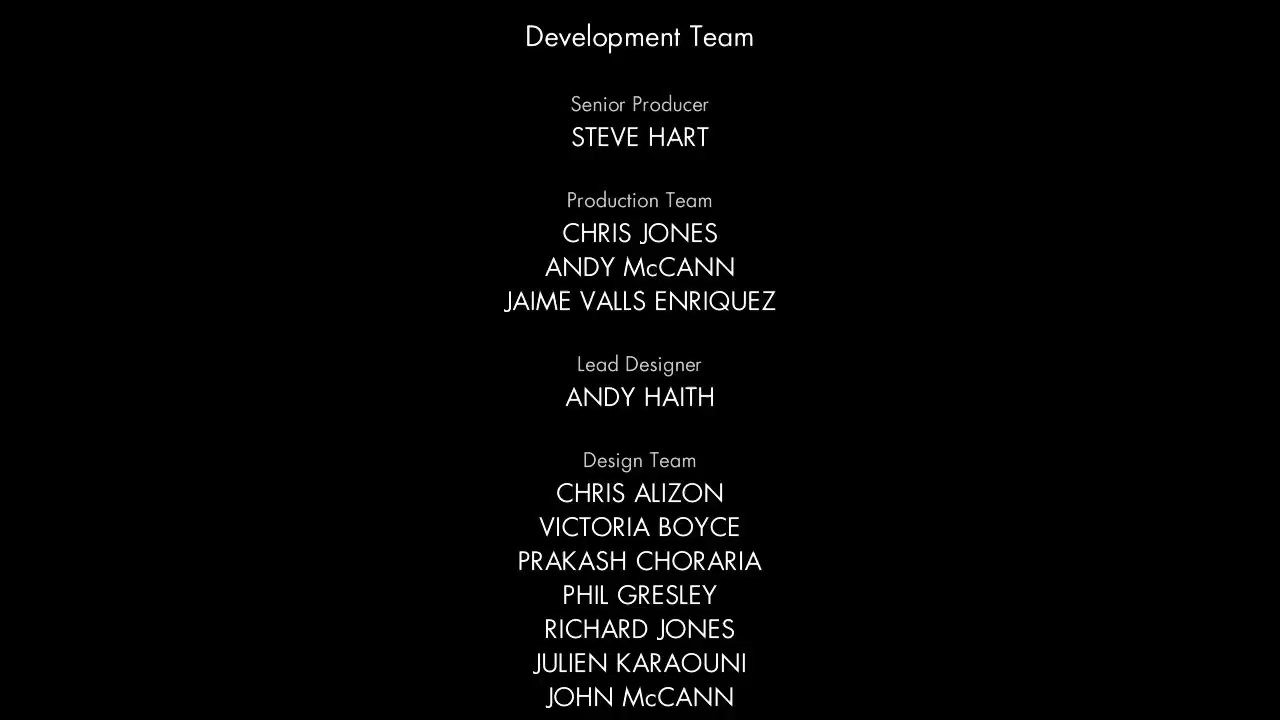 Development Team
Senior Producer
STEVE HART
Production Team
CHRIS JONES
ANDY McCANN
JAIME VALLS ENRIQUEZ
Lead Designer
ANDY HAITH
Design Team
CHRIS ALIZON
VICTORIA BOYCE
PRAKASH CHORARIA
PHIL GRESLEY
RICHARD JONES
JULIEN KARAOUNI
JOHN McCANN